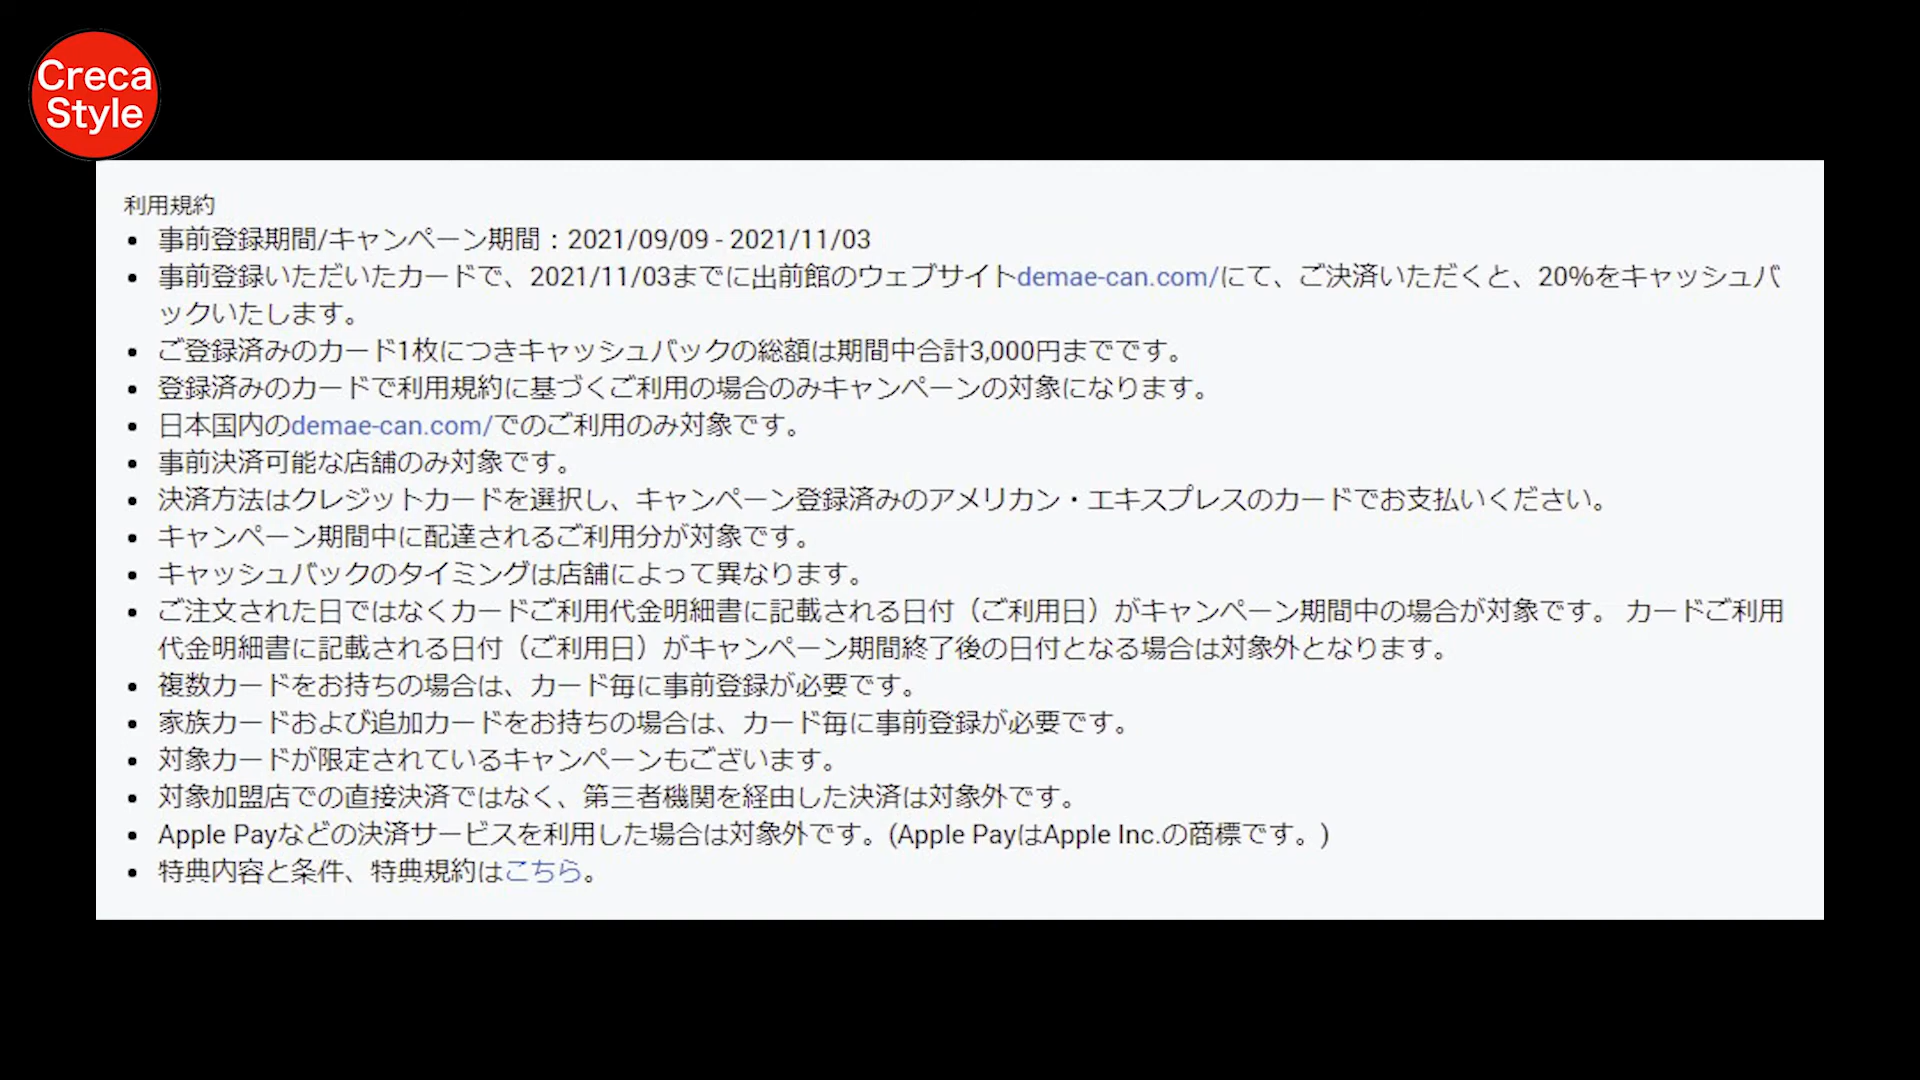 Creca
Style
利用規約
• 事前登録期間/キャンペーン期間：2021/09/09 - 2021/11/03
• 事前登録いただいたカードで、2021/11/03までに出前館のウェブサイトdemae-can.com/にて、ご決済いただくと、20%をキャッシュバ
ックいたします。
• ご登録済みのカード1枚につきキャッシュバックの総額は期間中合計3,000円までです。
• 登録済みのカードで利用規約に基づくご利用の場合のみキャンペーンの対象になります。
• 日本国内のdemae-can.com/でのご利用のみ対象です。
• 事前決済可能な店舗のみ対象です。
• 決済方法はクレジットカードを選択し、キャンペーン登録済みのアメリカン・エキスプレスのカードでお支払いください。
• キャンペーン期間中に配達されるご利用分が対象です。
• キャッシュバックのタイミングは店舗によって異なります。
• ご注文された日ではなくカードご利用代金明細書に記載される日付（ご利用日）がキャンペーン期間中の場合が対象です。 カードご利用
代金明細書に記載される日付（ご利用日）がキャンペーン期間終了後の日付となる場合は対象外となります。
• 複数カードをお持ちの場合は、カード毎に事前登録が必要です。
• 家族カードおよび追加カードをお持ちの場合は、カード毎に事前登録が必要です。
• 対象カードが限定されているキャンペーンもございます。
• 対象加盟店での直接決済ではなく、第三者機関を経由した決済は対象外です。
• Apple Payなどの決済サービスを利用した場合は対象外です。(Apple PayはApple Inc.の商標です。)
• 特典内容と条件、特典規約はこちら。